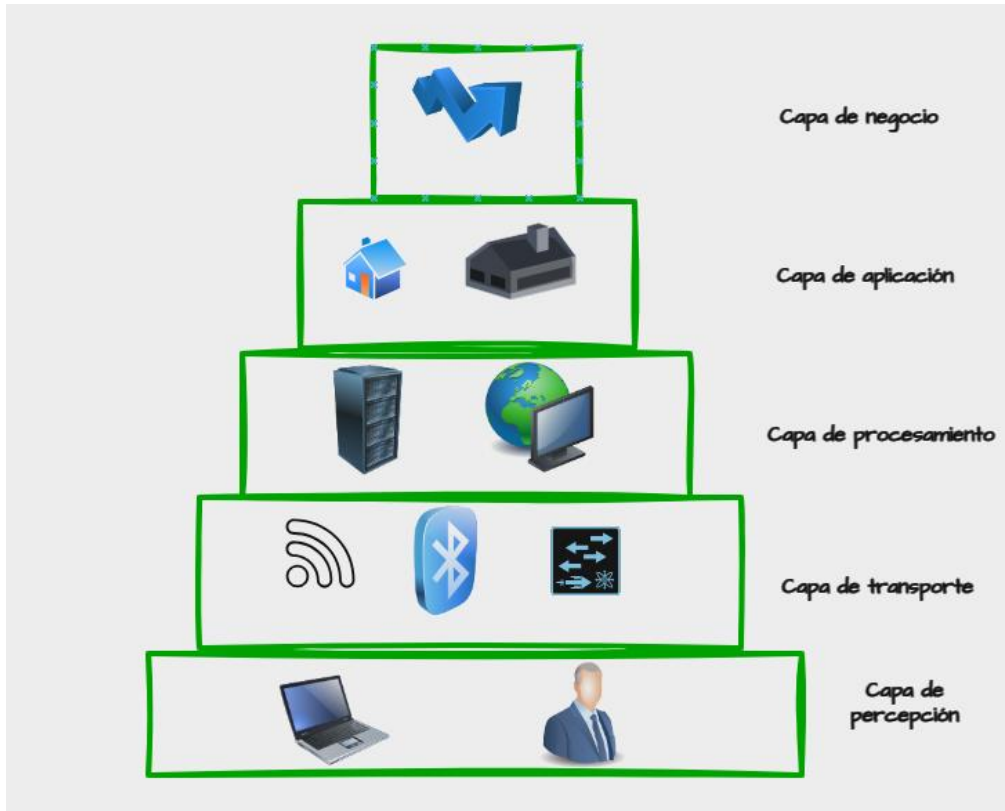 Capa de negocio
Capa de aplicación
Capa de procesamiento
Capa de transporte
Capa de
percepción